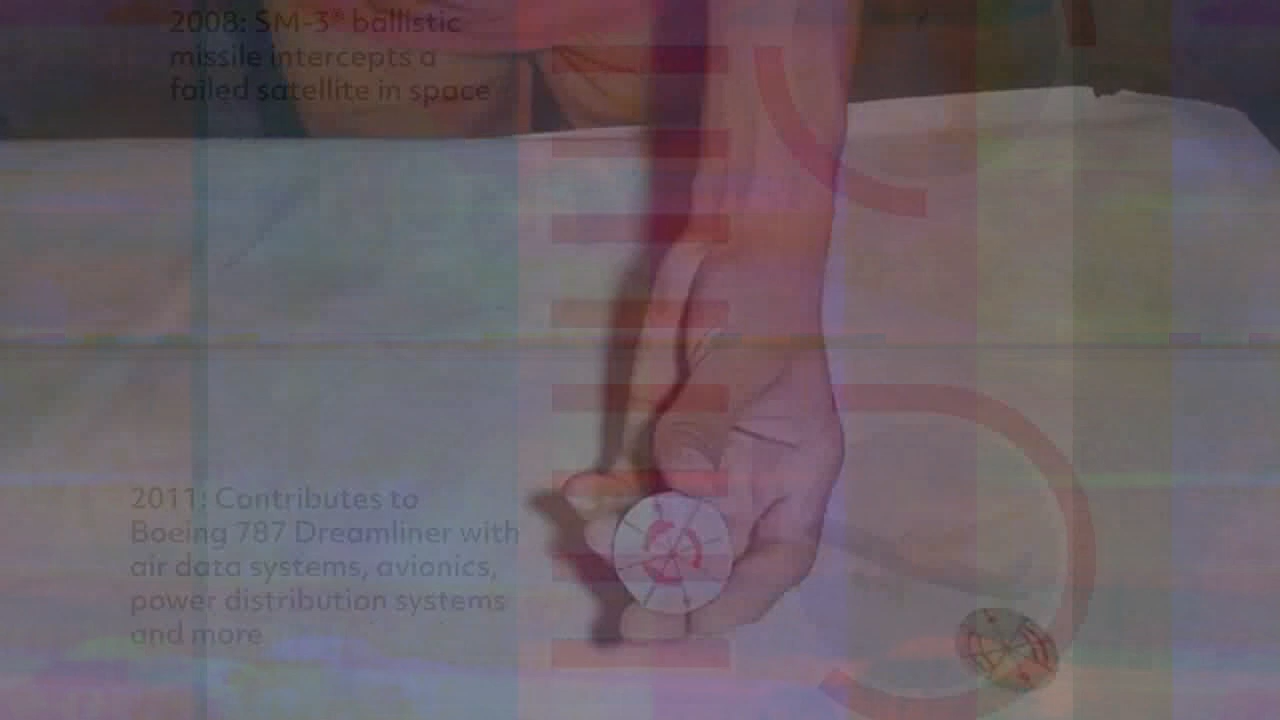 2008: SM-3® ballistic
missile intercepts a
failed satellite in space
2011: Contributes to
Boeing 787 Dreamliner with
air data systems, avionics,
power distribution systems
and more